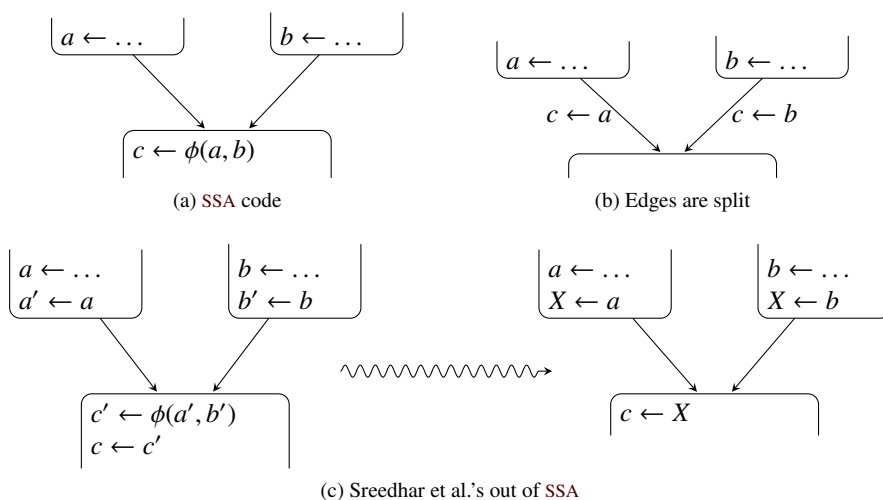 a ← …
b ← …
c ← ϕ(a, b)
(a) SSA code
a ← …
b ← …
c ← a
c ← b
(b) Edges are split
a ← …
a′ ← a
b ← …
b′ ← b
c′ ← ϕ(a′, b′)
c ← c′
a ← …
X ← a
b ← …
X ← b
c ← X
(c) Sreedhar et al.'s out of SSA